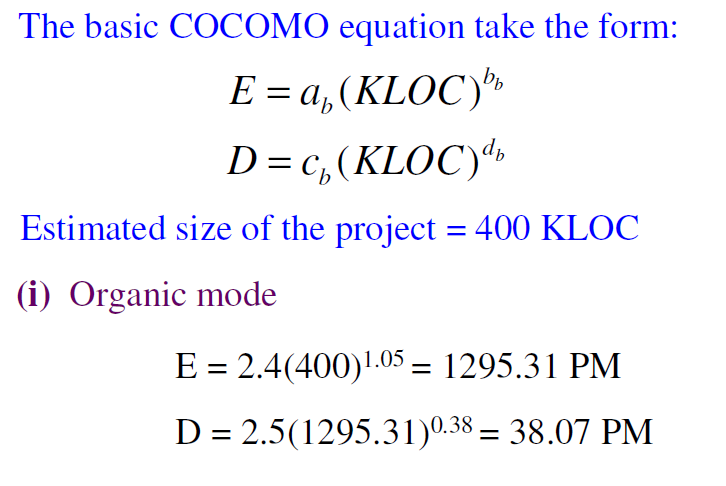 The basic COCOMO equation take the form:
E = a_b(KLOC)^{b_b}
D = c_b(KLOC)^{d_b}
Estimated size of the project = 400 KLOC
(i) Organic mode
E = 2.4(400)^{1.05} = 1295.31 PM
D = 2.5(1295.31)^{0.38} = 38.07 PM